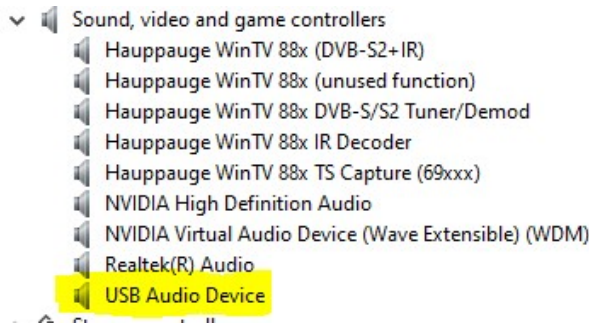 Sound, video and game controllers
Hauppauge WinTV 88x (DVB-S2+IR)
Hauppauge WinTV 88x (unused function)
Hauppauge WinTV 88x DVB-S/S2 Tuner/Demod
Hauppauge WinTV 88x IR Decoder
Hauppauge WinTV 88x TS Capture (69xxx)
NVIDIA High Definition Audio
NVIDIA Virtual Audio Device (Wave Extensible) (WDM)
Realtek(R) Audio
USB Audio Device